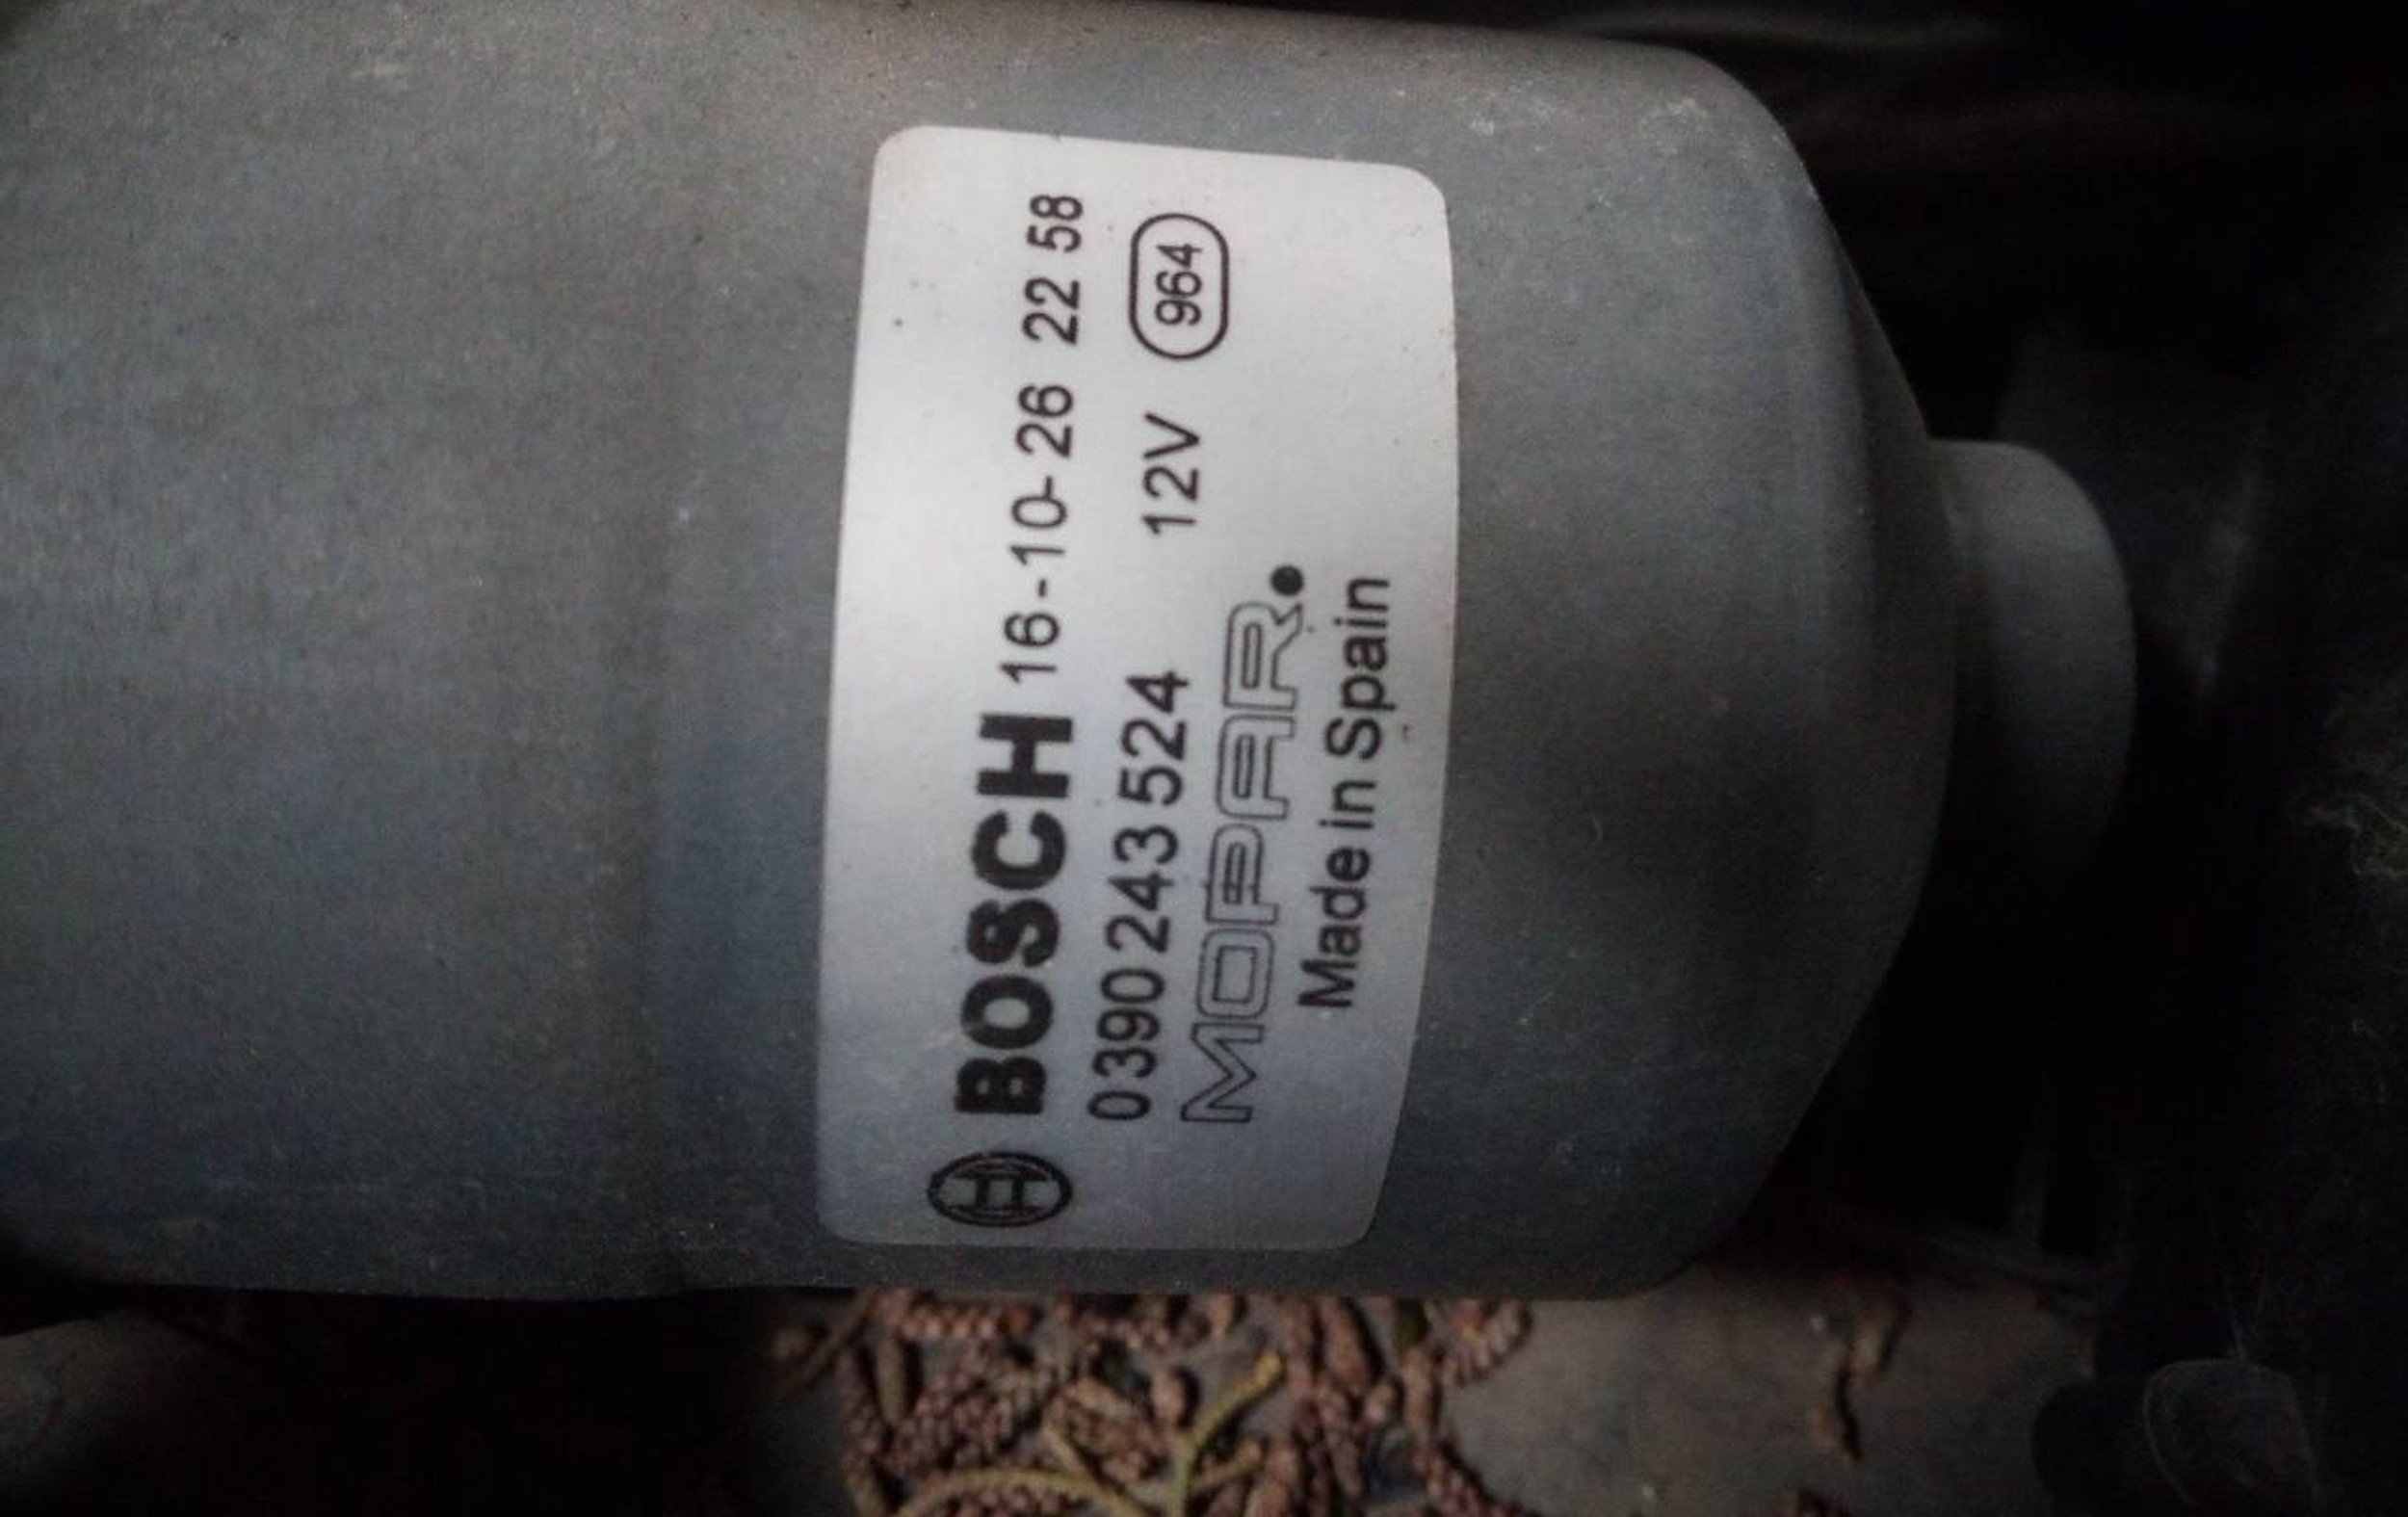 BOSCH 16-10-26 22 58
0390 243 524 12V 964
MOPAR.
Made in Spain